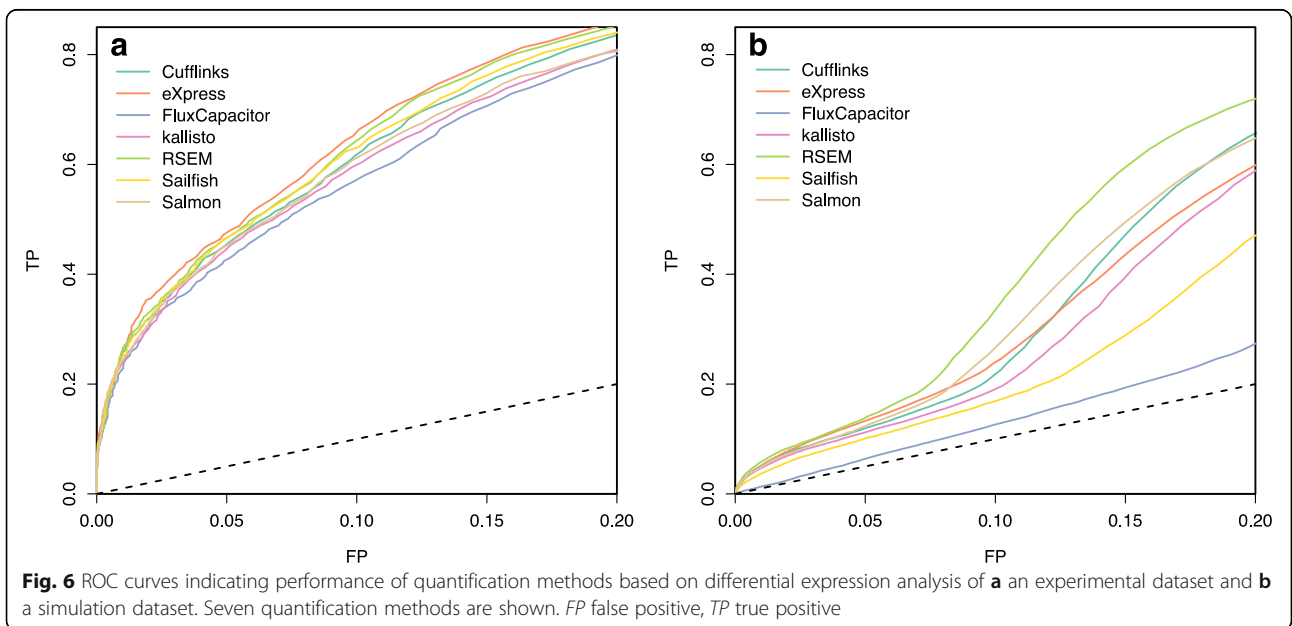 a
Cufflinks
eXpress
FluxCapacitor
kallisto
RSEM
Sailfish
Salmon
TP
0.8
0.6
0.4
0.2
0.0
0.00 0.05 0.10 0.15 0.20
FP
b
Cufflinks
eXpress
FluxCapacitor
kallisto
RSEM
Sailfish
Salmon
TP
0.8
0.6
0.4
0.2
0.0
0.00 0.05 0.10 0.15 0.20
FP
Fig. 6 ROC curves indicating performance of quantification methods based on differential expression analysis of a an experimental dataset and b
a simulation dataset. Seven quantification methods are shown. FP false positive, TP true positive